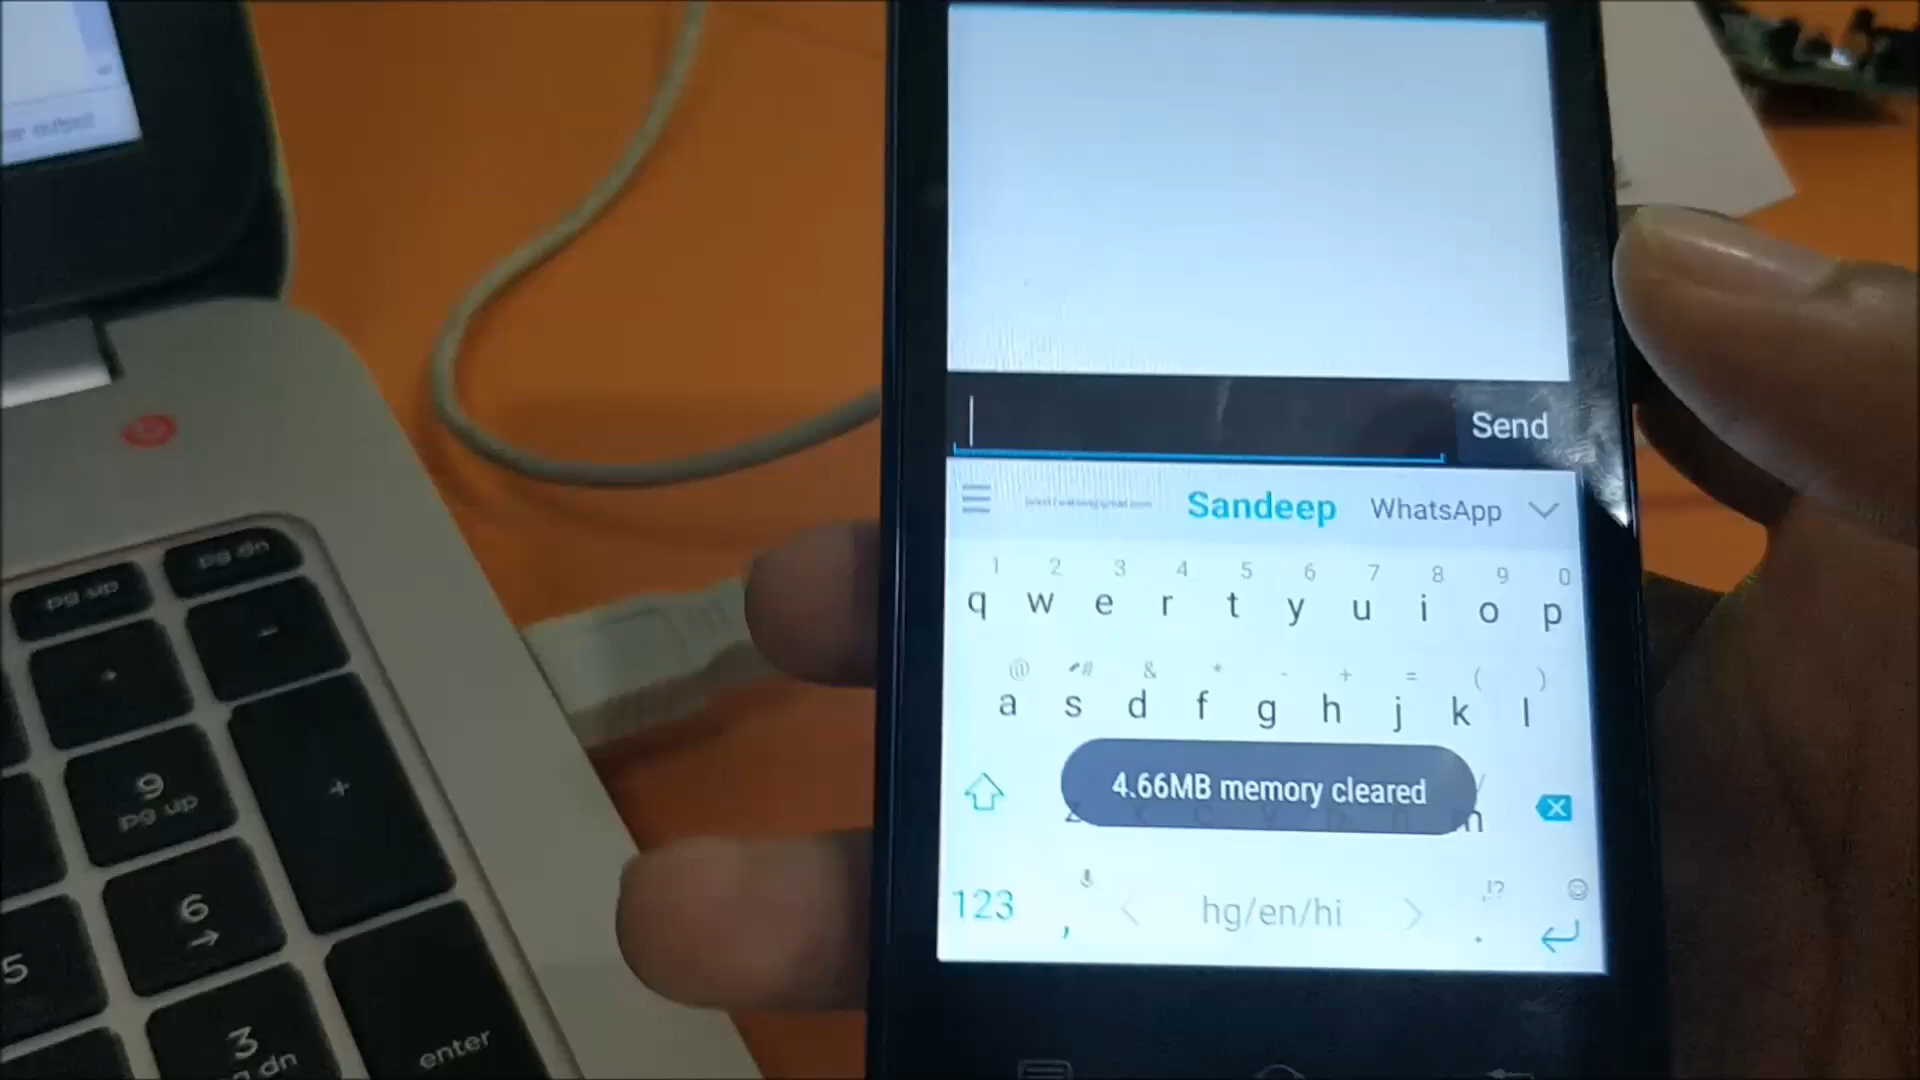 Send
Sandeep WhatsApp
1 2 3 4 5 6 7 8 9 0
q w e r t y u i o p
@ # & * - + = ( )
a s d f g h j k l
4.66MB memory cleared
m
123 , hg/en/hi ,!? .
pg up pg dn
-
+
9
pg up
6
5
3
enter